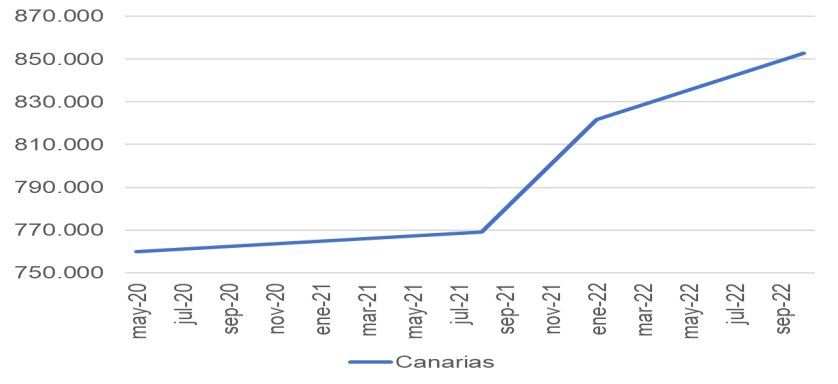 870.000
850.000
830.000
810.000
790.000
770.000
750.000
may-20
jul-20
sep-20
nov-20
ene-21
mar-21
may-21
jul-21
sep-21
nov-21
ene-22
mar-22
may-22
jul-22
sep-22
Canarias